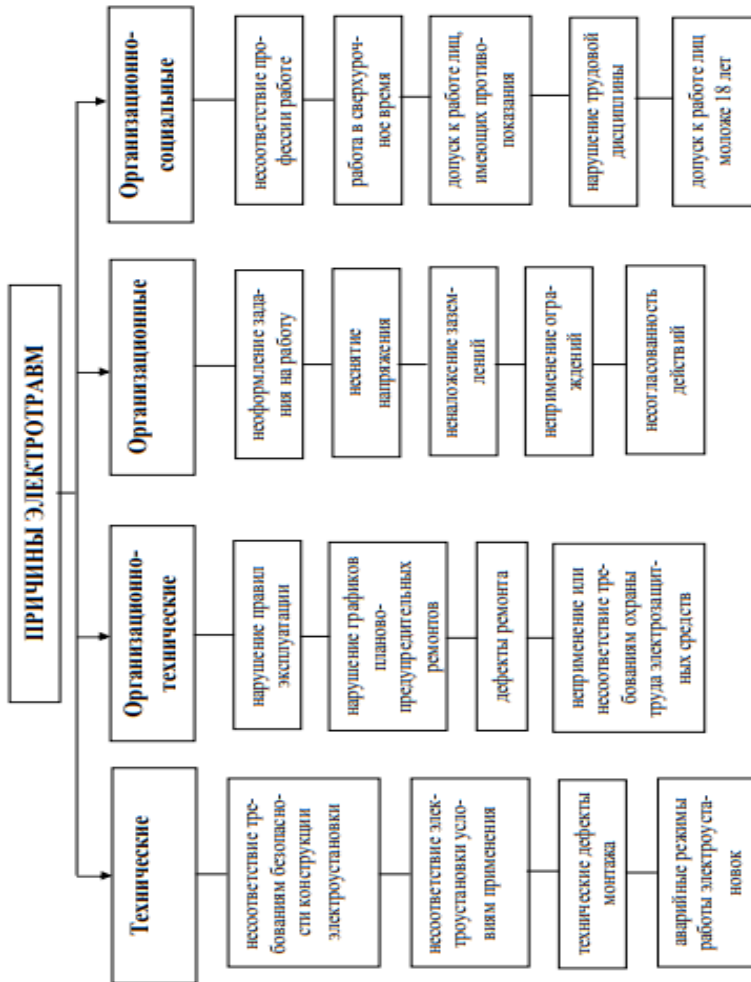 ПРИЧИНЫ ЭЛЕКТРОТРАВМ
Технические
несоответствие тре-
бованиям безопасно-
сти конструкции
электроустановки
несоответствие элек-
троустановки усло-
виям применения
технические дефекты
монтажа
аварийные режимы
работы электроуста-
новок
Организационно-
технические
нарушение правил
эксплуатации
нарушение графиков
планово-
предупредительных
ремонтов
дефекты ремонта
неприменение или
несоответствие тре-
бованиям охраны
труда электрозащит-
ных средств
Организационные
неоформление зада-
ния на работу
неснятие
напряжения
неналожение зазем-
лений
неприменение огра-
ждений
несогласованность
действий
Организационно-
социальные
несоответствие про-
фессии работе
работа в сверхуроч-
ное время
допуск к работе лиц,
имеющих противо-
показания
нарушение трудовой
дисциплины
допуск к работе лиц
моложе 18 лет